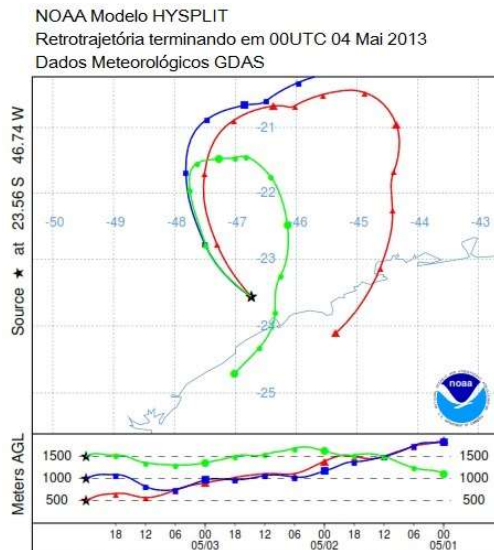 NOAA Modelo HYSPLIT
Retrotrajetória terminando em 00UTC 04 Mai 2013
Dados Meteorológicos GDAS
Source ★ at 23.56 S 46.74 W
-21
-22
-50 -49 -48 -47 -46 -45 -44 -43
-23
-24
-25
noaa
Meters AGL
1500 1500
1000 1000
500 500
18 12 06 00 18 12 06 00 18 12 06 00
05/03 05/02 05/01